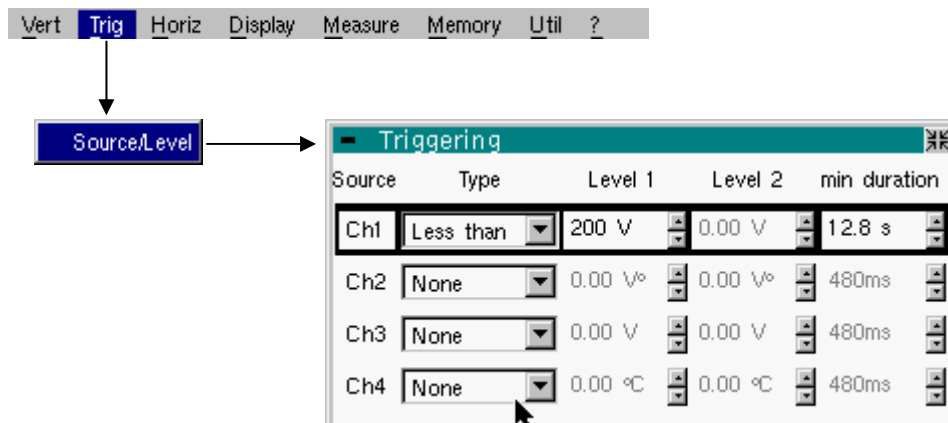 Vert Trig Horiz Display Measure Memory Util ?
Source/Level
Triggering
Source Type Level 1 Level 2 min duration
Ch1 Less than 200 V 0.00 V 12.8 s
Ch2 None 0.00 V° 0.00 V° 480ms
Ch3 None 0.00 V 0.00 V 480ms
Ch4 None 0.00 °C 0.00 °C 480ms